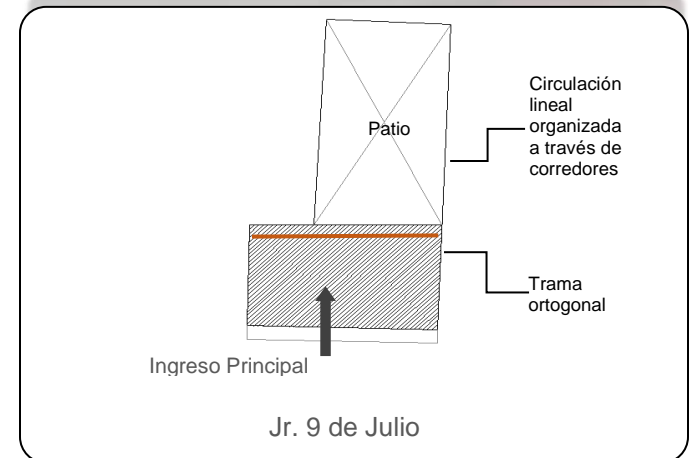 Circulación
lineal
organizada
a través de
corredores
Patio
Trama
ortogonal
Ingreso Principal
Jr. 9 de Julio